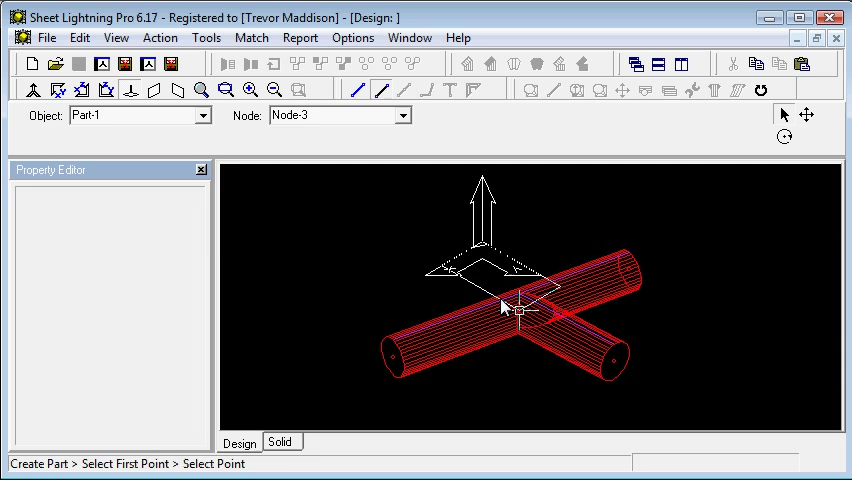 Sheet Lightning Pro 6.17 - Registered to [Trevor Maddison] - [Design: ]
File Edit View Action Tools Match Report Options Window Help
Object: Part-1 Node: Node-3
Property Editor
Design Solid
Create Part > Select First Point > Select Point